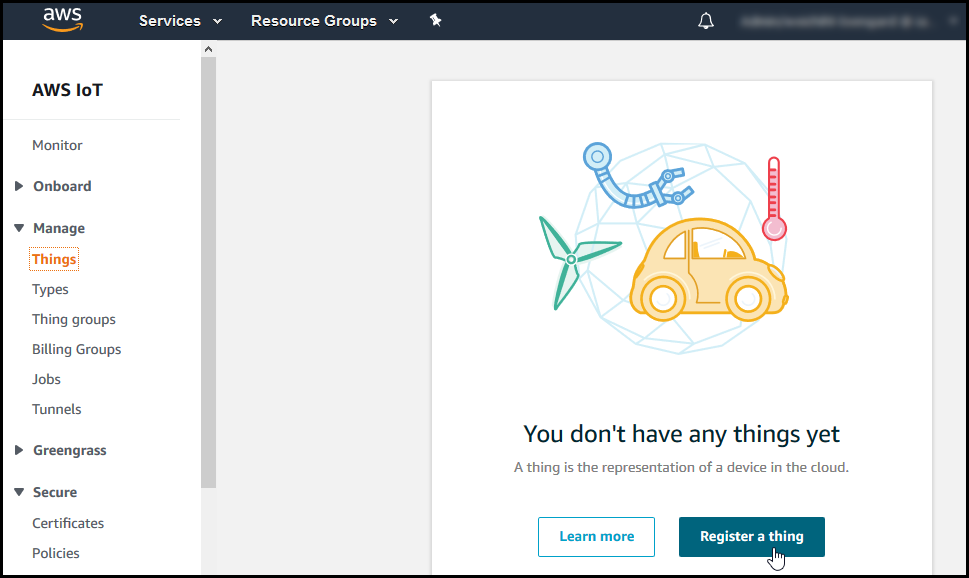 aws
Services
Resource Groups
AWS IoT
Monitor
Onboard
Manage
Things
Types
Thing groups
Billing Groups
Jobs
Tunnels
Greengrass
Secure
Certificates
Policies
You don't have any things yet
A thing is the representation of a device in the cloud.
Learn more
Register a thing